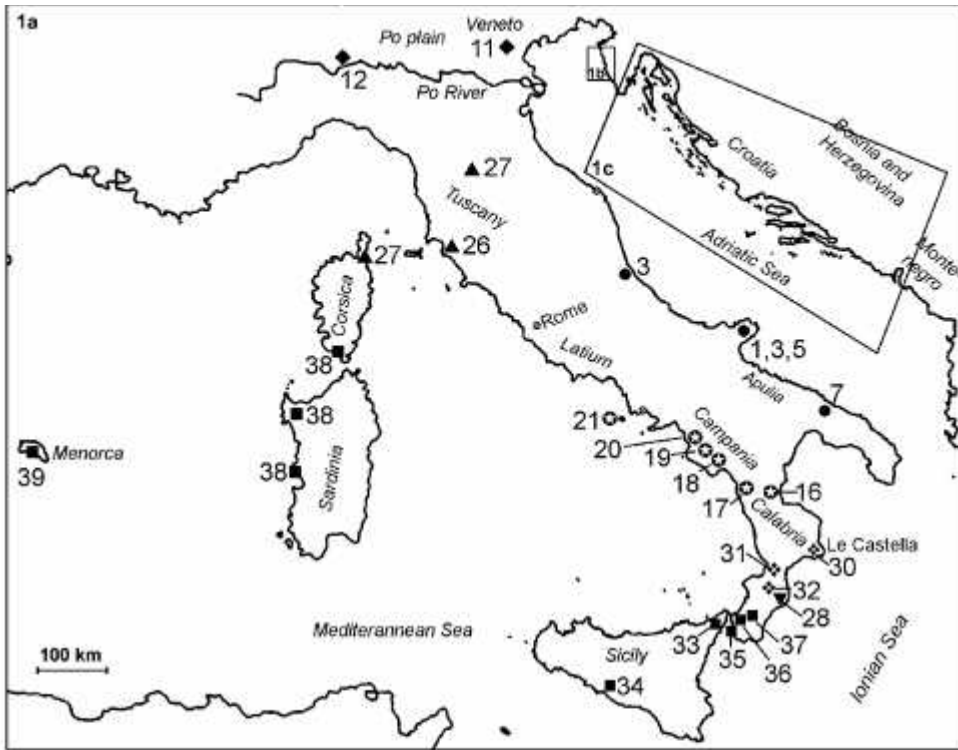 1a
Veneto
Po plain
11
12
Po River
1b
1c
Croatia
Bosnia and
Herzegovina
Monte
negro
Adriatic Sea
27
Tuscany
26
27
Corsica
3
Rome
Latium
1,3,5
Apulia
7
38
38
38
Sardinia
39
Menorca
21
20
19
18
Campania
17
16
Calabria
Le Castella
30
31
32
28
33
35
36
37
34
Sicily
Mediterannean Sea
Ionian Sea
100 km